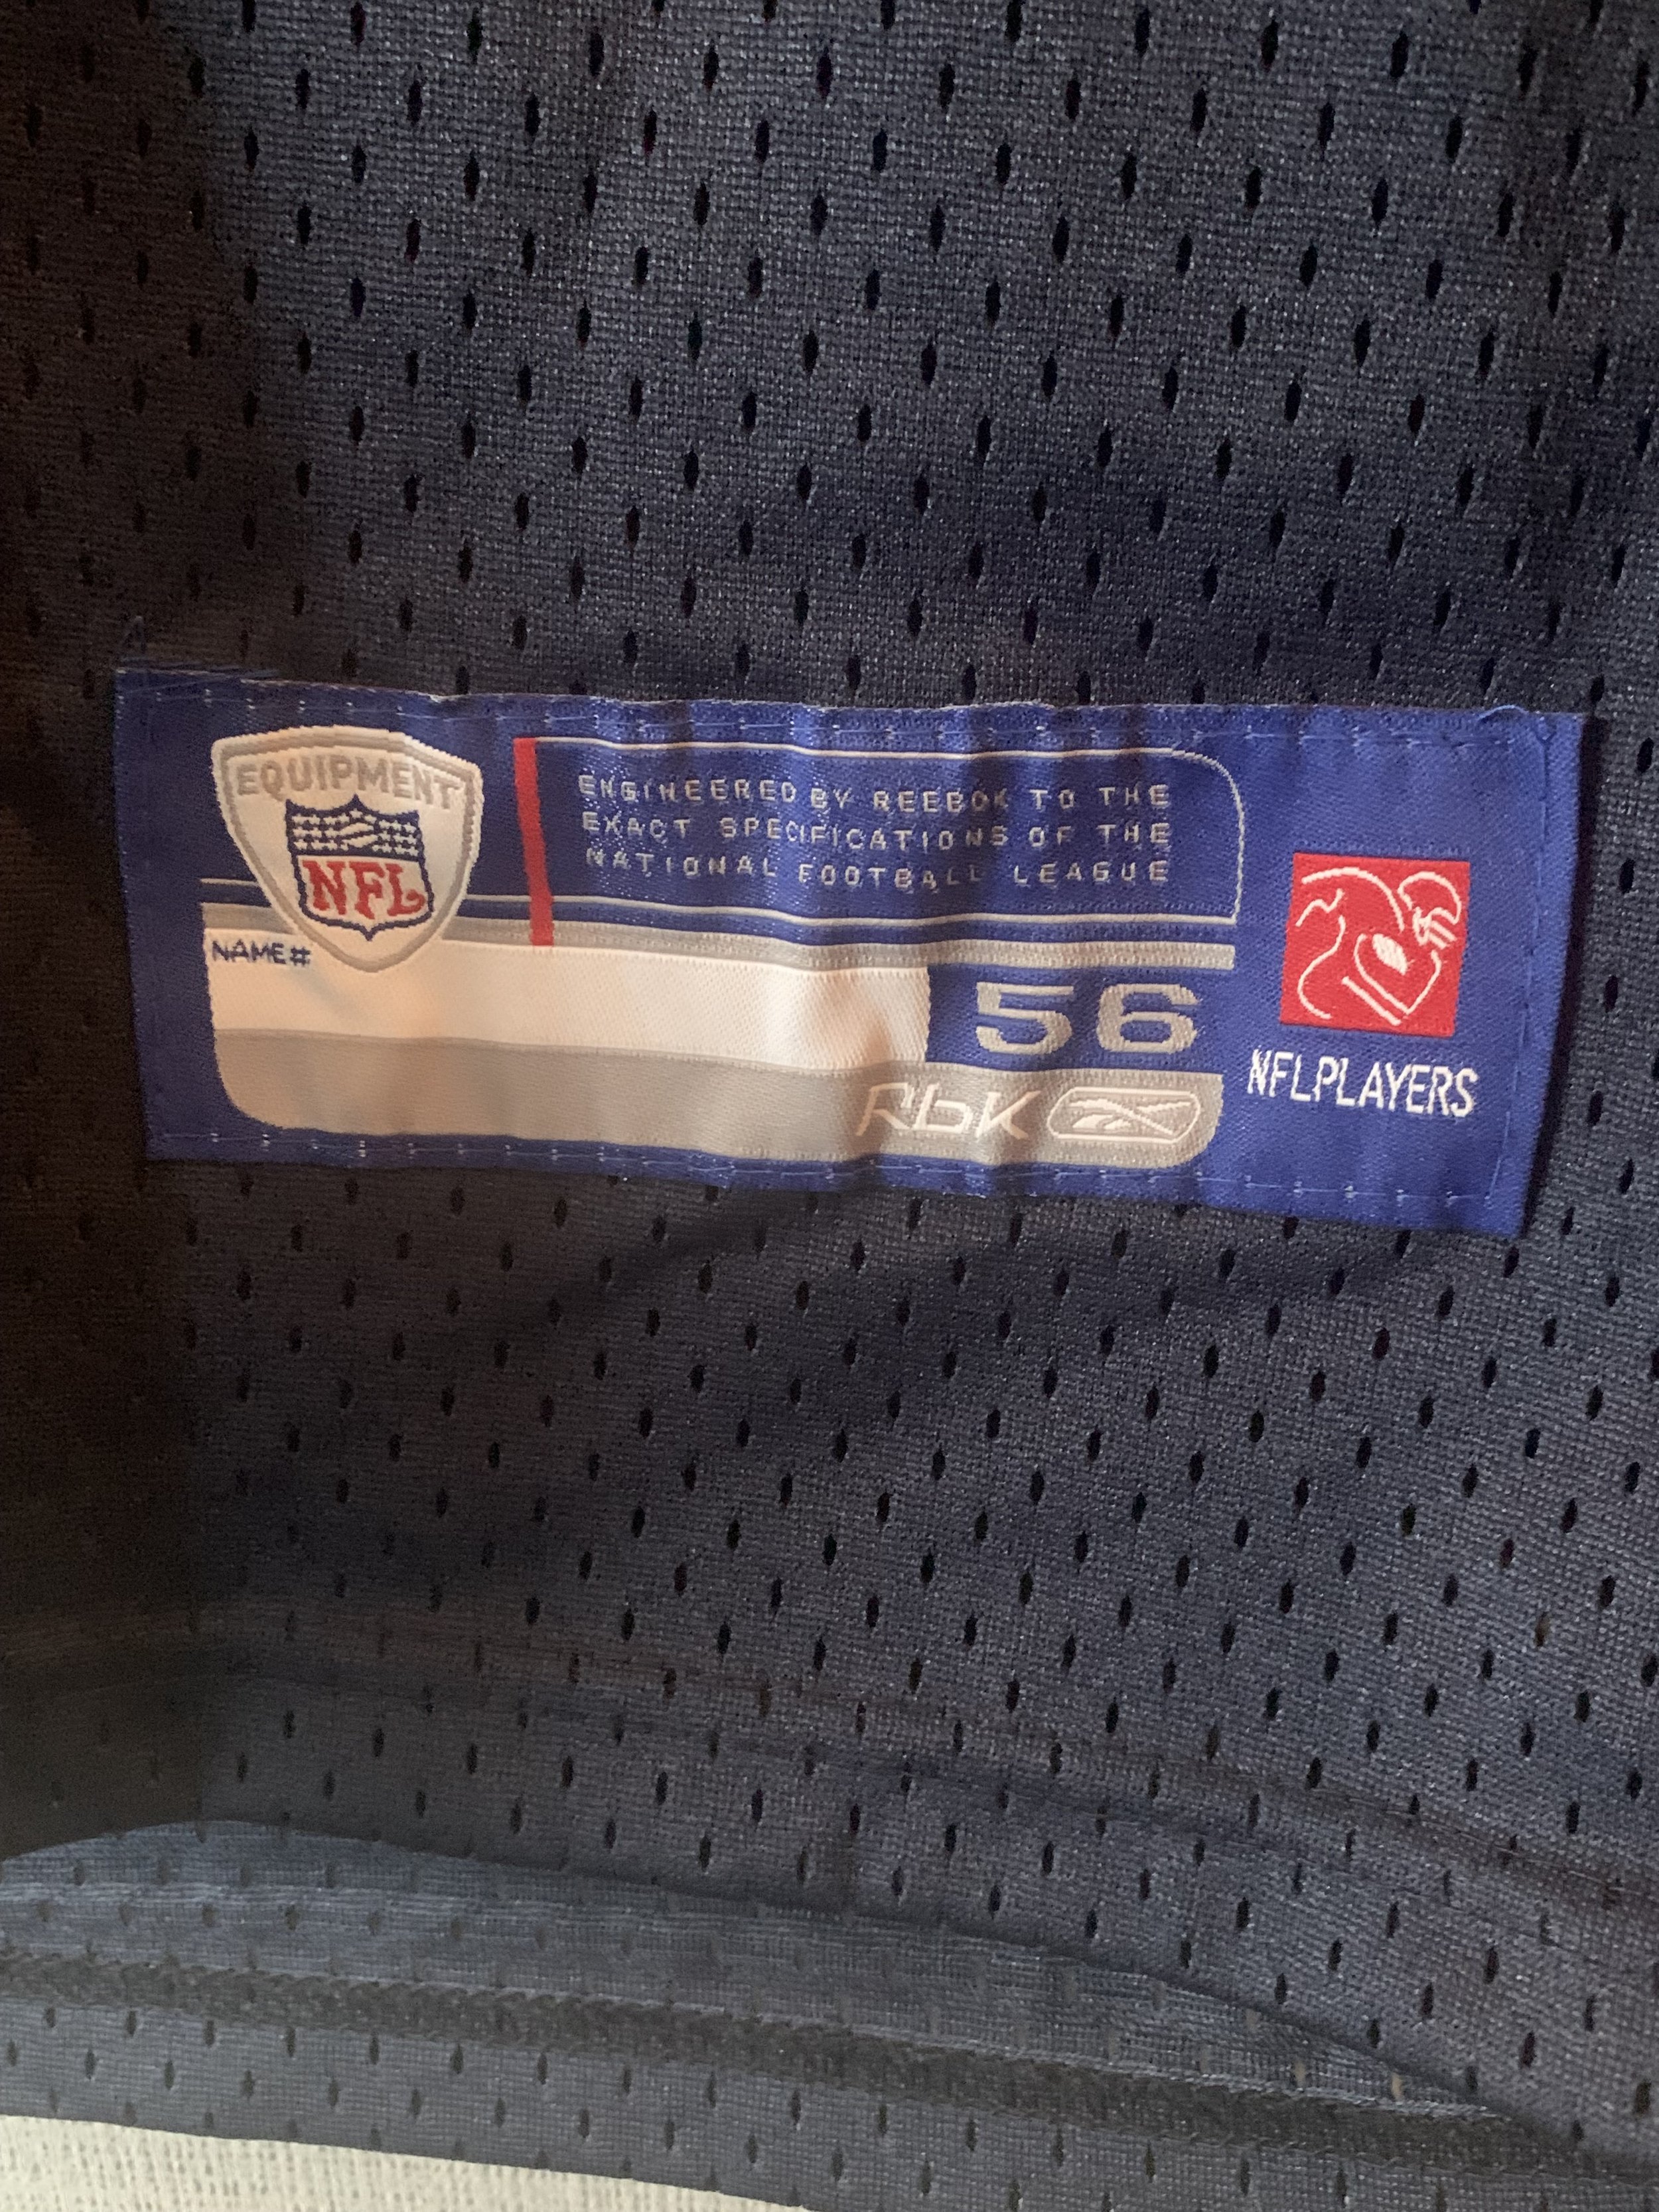 EQUIPMENT
NFL
ENGINEERED BY REEBOK TO THE
EXACT SPECIFICATIONS OF THE
NATIONAL FOOTBALL LEAGUE
NAME#
56
Rbk
NFLPLAYERS